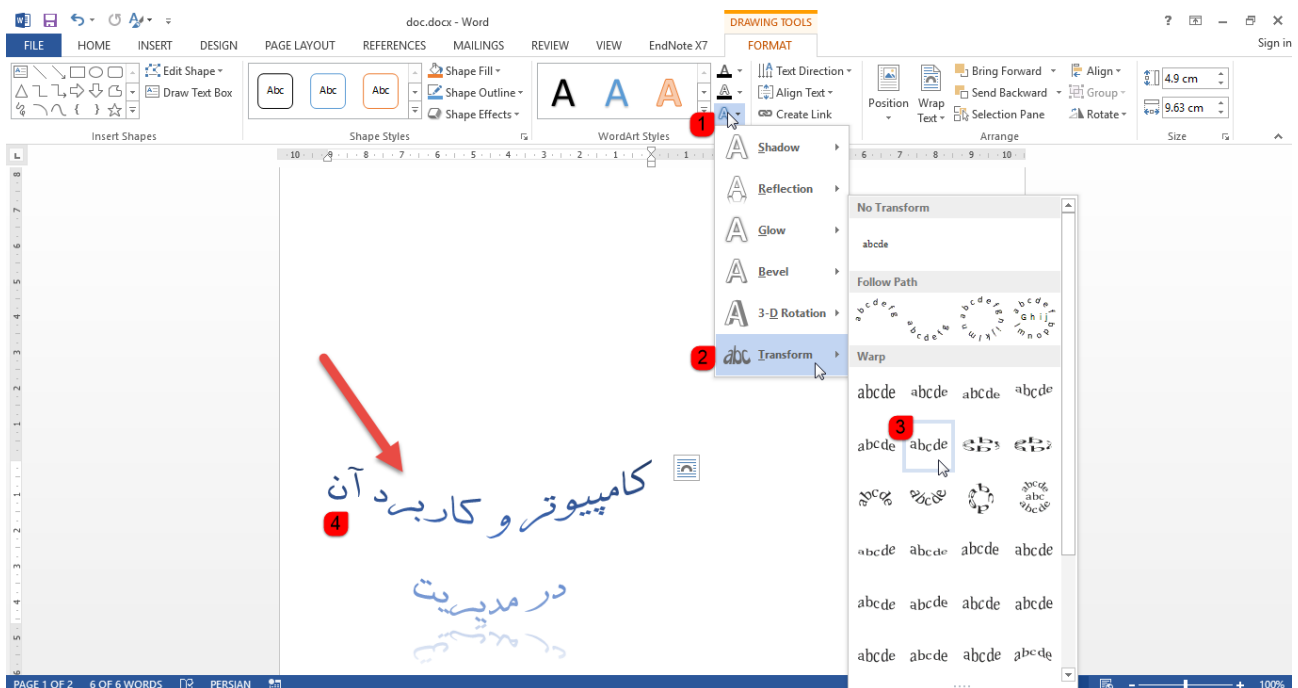 doc.docx - Word
DRAWING TOOLS
FILE HOME INSERT DESIGN PAGE LAYOUT REFERENCES MAILINGS REVIEW VIEW EndNote X7 FORMAT Sign in
Edit Shape
Draw Text Box
Insert Shapes
Abc Abc Abc
Shape Fill
Shape Outline
Shape Effects
Shape Styles
A A A
WordArt Styles
Text Direction
Align Text
Create Link
Position
Wrap Text
Bring Forward
Send Backward
Selection Pane
Align
Group
Rotate
Arrange
4.9 cm
9.63 cm
Size
1
Shadow
Reflection
Glow
Bevel
3-D Rotation
2
Transform
No Transform
abcde
Follow Path
Warp
abcde abcde abcde abcde
3
abcde abcde
abcde abcde abcde abcde
abcde abcde abcde abcde
abcde abcde abcde abcde
کامپیوتر و کاربرد آن
4
در مدیریت
PAGE 1 OF 2 6 OF 6 WORDS PERSIAN 100%